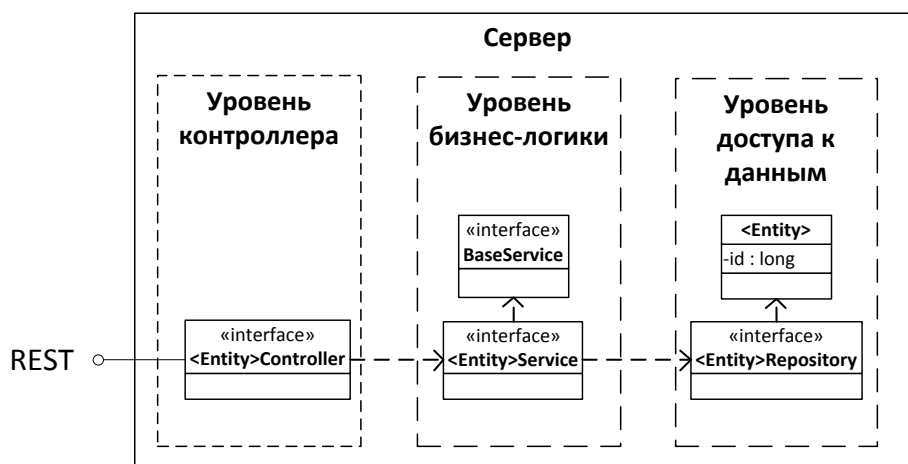 Сервер
Уровень
контроллера
Уровень
бизнес-логики
Уровень
доступа к
данным
«interface»
BaseService
<Entity>
-id : long
REST
«interface»
<Entity>Controller
«interface»
<Entity>Service
«interface»
<Entity>Repository